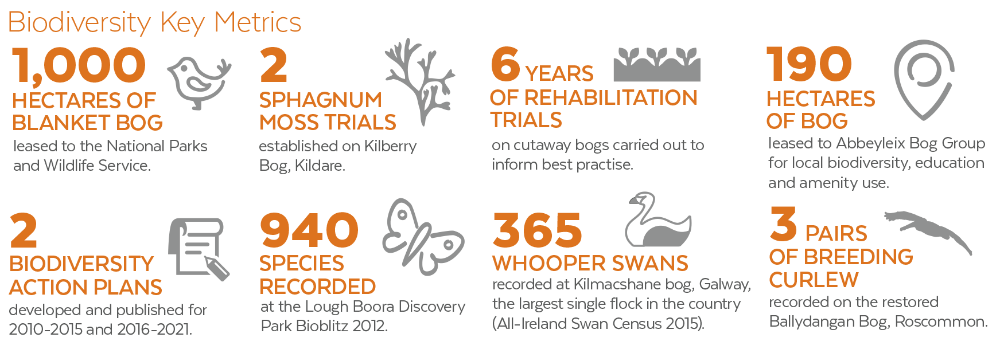 Biodiversity Key Metrics
1,000
HECTARES OF
BLANKET BOG
leased to the National Parks
and Wildlife Service.
2
SPHAGNUM
MOSS TRIALS
established on Kilberry
Bog, Kildare.
6 YEARS
OF REHABILITATION
TRIALS
on cutaway bogs carried out to
inform best practise.
190
HECTARES
OF BOG
leased to Abbeyleix Bog Group
for local biodiversity, education
and amenity use.
2
BIODIVERSITY
ACTION PLANS
developed and published for
2010-2015 and 2016-2021.
940
SPECIES
RECORDED
at the Lough Boora Discovery
Park Bioblitz 2012.
365
WHOOPER SWANS
recorded at Kilmacshane bog, Galway,
the largest single flock in the country
(All-Ireland Swan Census 2015).
3 PAIRS
OF BREEDING
CURLEW
recorded on the restored
Ballydangan Bog, Roscommon.